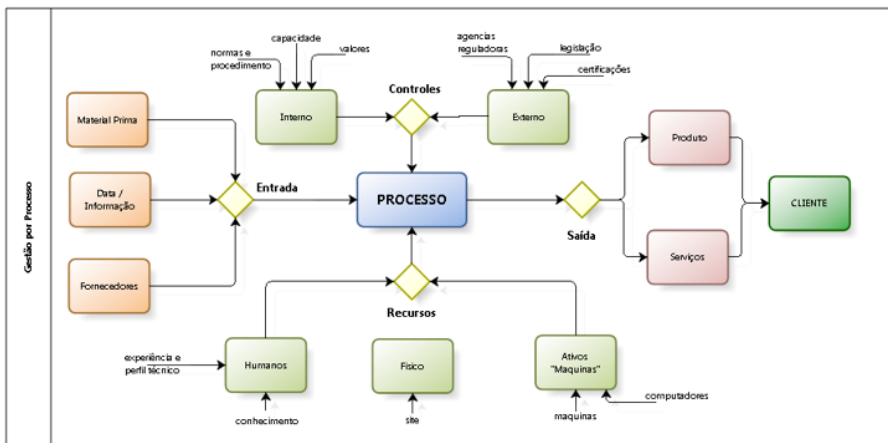 Gestão por Processo
capacidade
normas e
procedimento
valores
agencias
reguladoras
legislação
certificações
Interno
Controles
Externo
Material Prima
Data /
Informação
Fornecedores
Entrada
PROCESSO
Saída
Produto
Serviços
CLIENTE
Recursos
experiência e
perfil técnico
Humanos
conhecimento
Físico
site
Ativos
"Maquinas"
maquinas
computadores